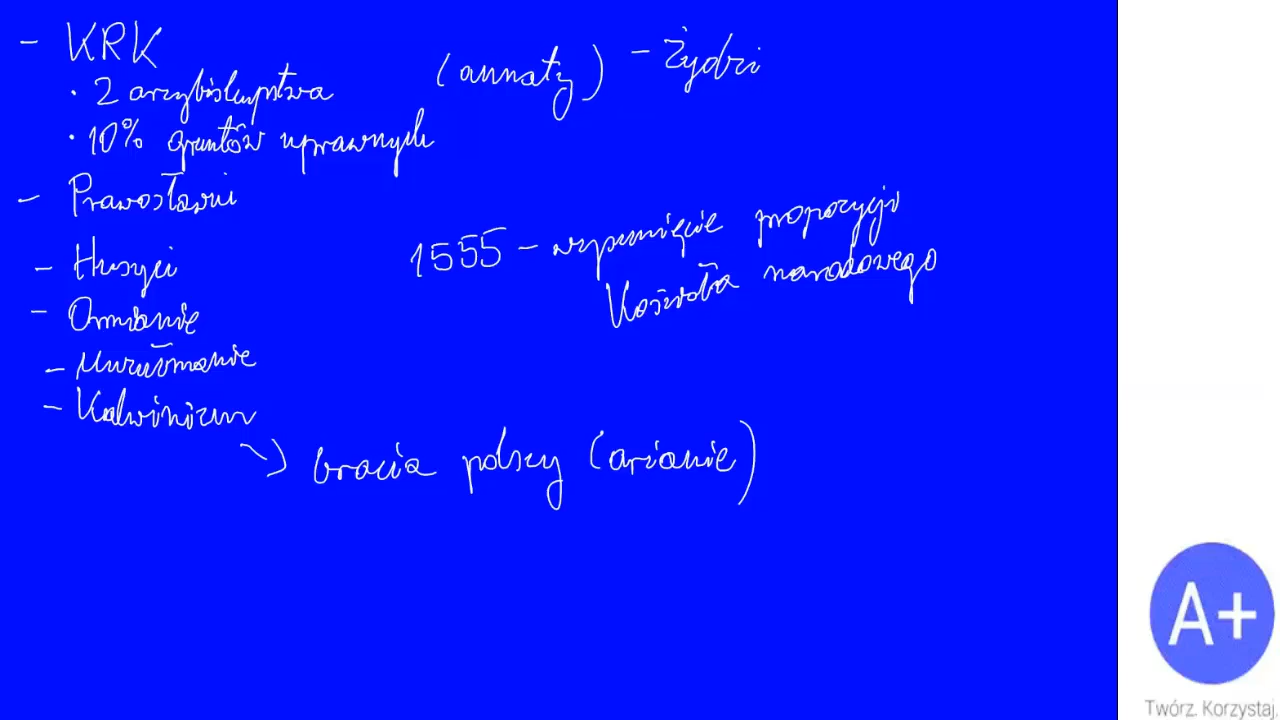 - KRK
• 2 arcybiskupstwa
• 10% gruntów uprawnych
(annaty)
- Żydzi
- Prawosławni
- Husyci
- Ormianie
- Muzułmanie
- Kalwinizm
→ bracia polscy (arianie)
1555 - wysunięcie propozycji
Kościoła narodowego
A+
Twórz. Korzystaj.